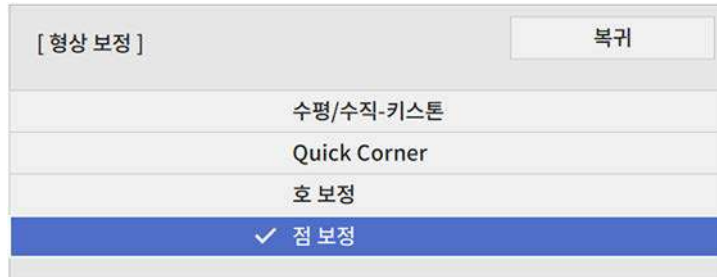 [ 형상 보정 ]
복귀
수평/수직-키스톤
Quick Corner
호 보정
점 보정